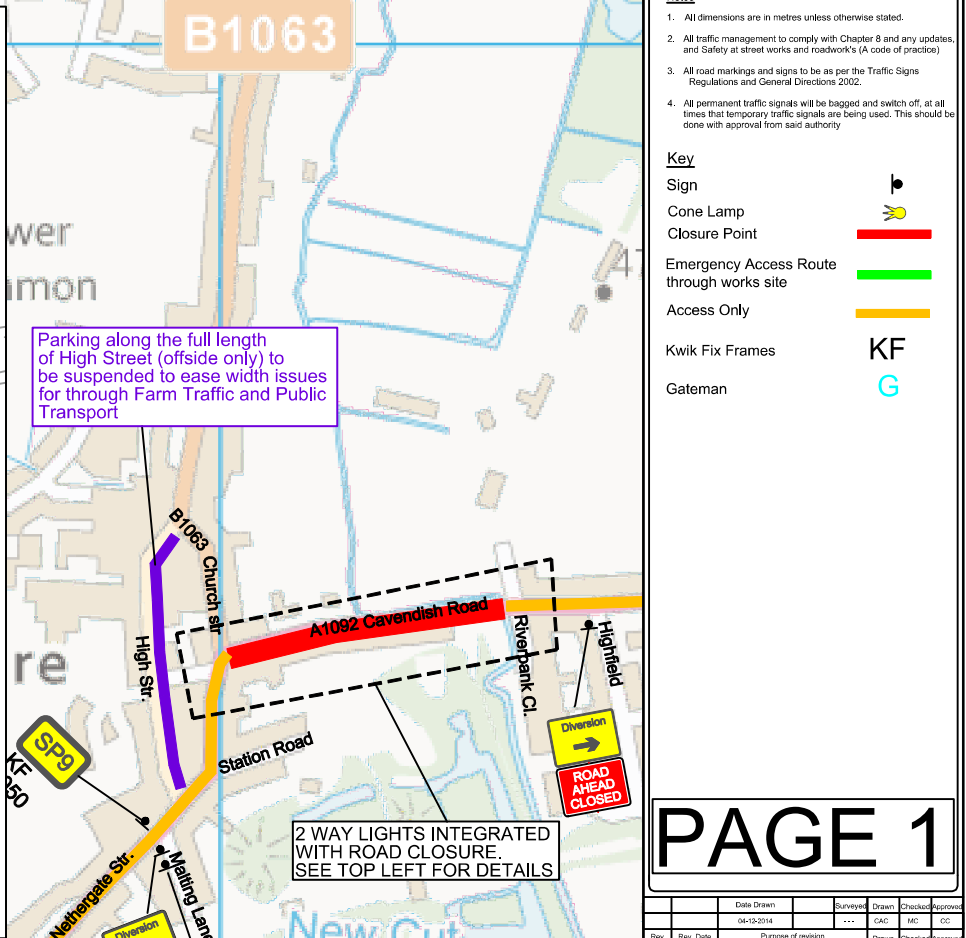 B1063
wer
mmon
47
Parking along the full length
of High Street (offside only) to
be suspended to ease width issues
for through Farm Traffic and Public
Transport
B1063
Church str
High Str.
re
A1092 Cavendish Road
Riverpank Cl.
Highfield
Diversion
ROAD
AHEAD
CLOSED
SP9
KF
Station Road
2 WAY LIGHTS INTEGRATED
WITH ROAD CLOSURE.
SEE TOP LEFT FOR DETAILS
Nethergate Str.
Malting Lane
Diversion
New Cut
Notes
1. All dimensions are in metres unless otherwise stated.
2. All traffic management to comply with Chapter 8 and any updates,
and Safety at street works and roadwork's (A code of practice)
3. All road markings and signs to be as per the Traffic Signs
Regulations and General Directions 2002.
4. All permanent traffic signals will be bagged and switch off, at all
times that temporary traffic signals are being used. This should be
done with approval from said authority
Key
Sign
Cone Lamp
Closure Point
Emergency Access Route
through works site
Access Only
Kwik Fix Frames KF
Gateman G
PAGE 1
Date Drawn Surveyed Drawn Checked Approved
04-12-2014 --- CAC MC CC
Rev Rev. Date Purpose of revision Drawn Checked Approved